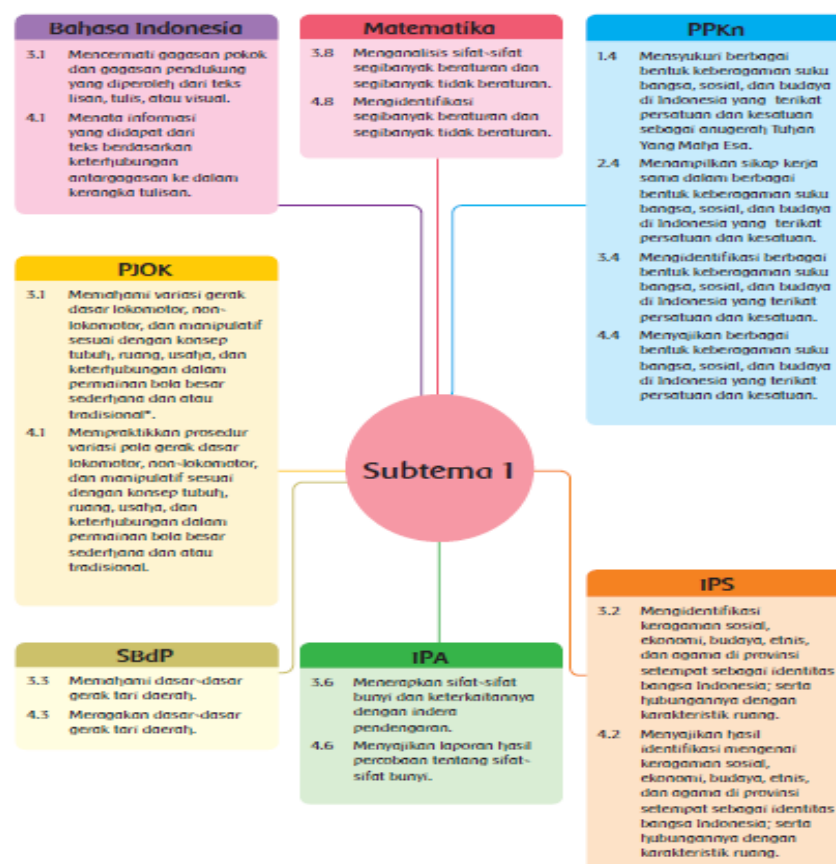 Bahasa Indonesia
3.1 Mencermati gagasan pokok
dan gagasan pendukung
yang diperoleh dari teks
lisan, tulis, atau visual.
4.1 Menata informasi
yang didapat dari
teks berdasarkan
keterhubungan
antargagasan ke dalam
kerangka tulisan.
Matematika
3.8 Menganalisis sifat-sifat
segibanyak beraturan dan
segibanyak tidak beraturan.
4.8 Mengidentifikasi
segibanyak beraturan dan
segibanyak tidak beraturan.
PPKn
1.4 Mensyukuri berbagai
bentuk keberagaman suku
bangsa, sosial, dan budaya
di Indonesia yang terikat
persatuan dan kesatuan
sebagai anugerah Tuhan
Yang Maha Esa.
2.4 Menampilkan sikap kerja
sama dalam berbagai
bentuk keberagaman suku
bangsa, sosial, dan budaya
di Indonesia yang terikat
persatuan dan kesatuan.
3.4 Mengidentifikasi berbagai
bentuk keberagaman suku
bangsa, sosial, dan budaya
di Indonesia yang terikat
persatuan dan kesatuan.
4.4 Menyajikan berbagai
bentuk keberagaman suku
bangsa, sosial, dan budaya
di Indonesia yang terikat
persatuan dan kesatuan.
PJOK
3.1 Memahami variasi gerak
dasar lokomotor, non-
lokomotor, dan manipulatif
sesuai dengan konsep
tubuh, ruang, usaha, dan
keterhubungan dalam
permainan bola besar
sederhana dan atau
tradisional*.
4.1 Mempraktikkan prosedur
variasi pola gerak dasar
lokomotor, non-lokomotor,
dan manipulatif sesuai
dengan konsep tubuh,
ruang, usaha, dan
keterhubungan dalam
permainan bola besar
sederhana dan atau
tradisional.
Subtema 1
SBdP
3.3 Memahami dasar-dasar
gerak tari daerah.
4.3 Meragakan dasar-dasar
gerak tari daerah.
IPA
3.6 Menerapkan sifat-sifat
bunyi dan keterkaitannya
dengan indera
pendengaran.
4.6 Menyajikan laporan hasil
percobaan tentang sifat-
sifat bunyi.
IPS
3.2 Mengidentifikasi
keragaman sosial,
ekonomi, budaya, etnis,
dan agama di provinsi
setempat sebagai identitas
bangsa Indonesia; serta
hubungannya dengan
karakteristik ruang.
4.2 Menyajikan hasil
identifikasi mengenai
keragaman sosial,
ekonomi, budaya, etnis,
dan agama di provinsi
setempat sebagai identitas
bangsa Indonesia; serta
hubungannya dengan
karakteristik ruang.